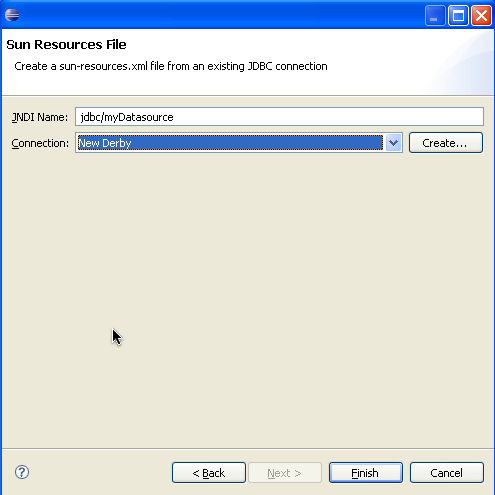 Sun Resources File
Create a sun-resources.xml file from an existing JDBC connection
JNDI Name: jdbc/myDatasource
Connection: New Derby Create...
? < Back Next > Finish Cancel